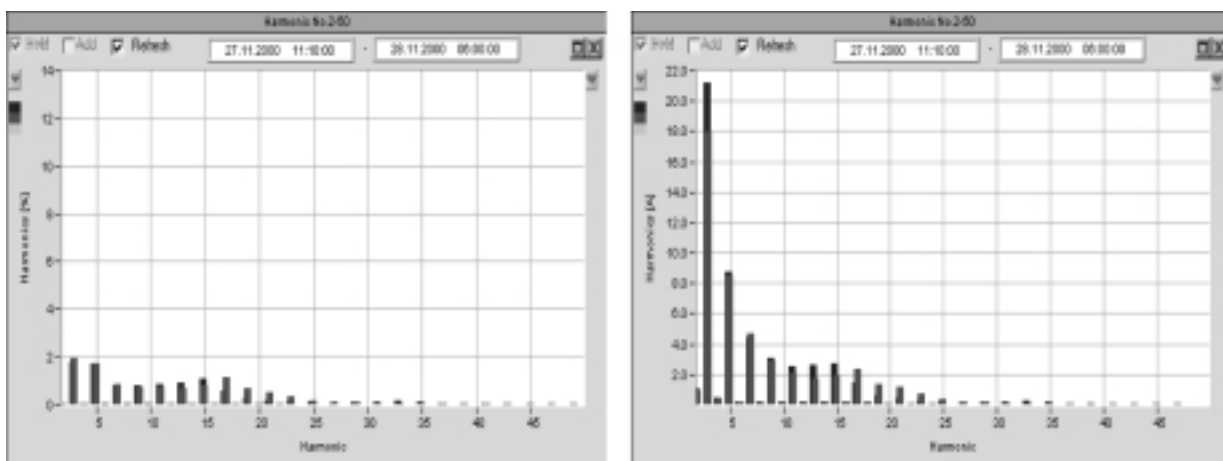 Harmonic No.2-50
Hold Add Refresh 27.11.2000 11:10:00 - 28.11.2000 06:00:00
14
12
10
8
6
4
2
0
Harmonics [%]
5 10 15 20 25 30 35 40 45
Harmonic
Harmonic No.2-50
Hold Add Refresh 27.11.2000 11:10:00 - 28.11.2000 06:00:00
22.0
20.0
18.0
16.0
14.0
12.0
10.0
8.0
6.0
4.0
2.0
Harmonics [A]
5 10 15 20 25 30 35 40 45
Harmonic